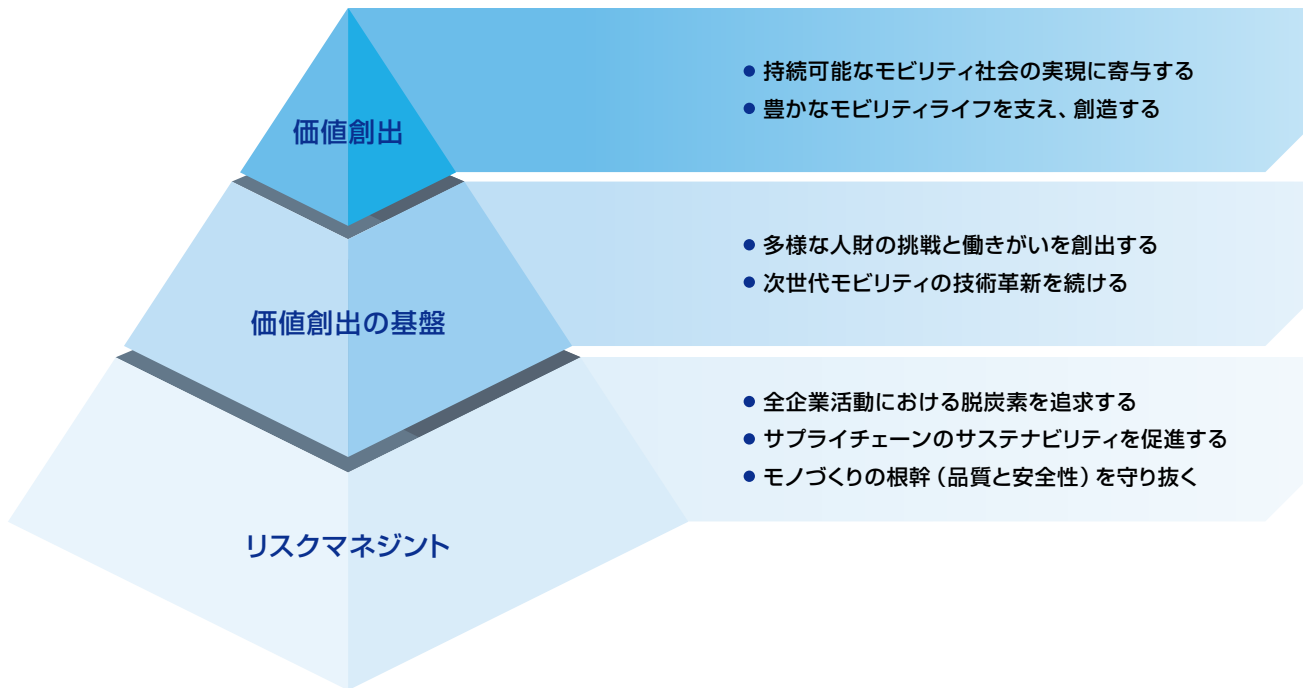 価値創出
● 持続可能なモビリティ社会の実現に寄与する
● 豊かなモビリティライフを支え、創造する
価値創出の基盤
● 多様な人財の挑戦と働きがいを創出する
● 次世代モビリティの技術革新を続ける
リスクマネジント
● 全企業活動における脱炭素を追求する
● サプライチェーンのサステナビリティを促進する
● モノづくりの根幹（品質と安全性）を守り抜く